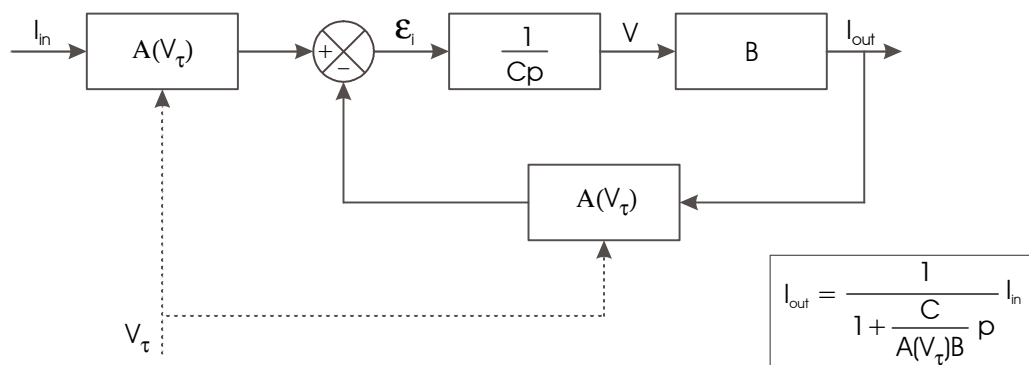 I_in
A(V_τ)
+
−
ε_i
1
Cp
V
B
I_out
A(V_τ)
V_τ
I_out = 1 / (1 + C / A(V_τ)B p) I_in